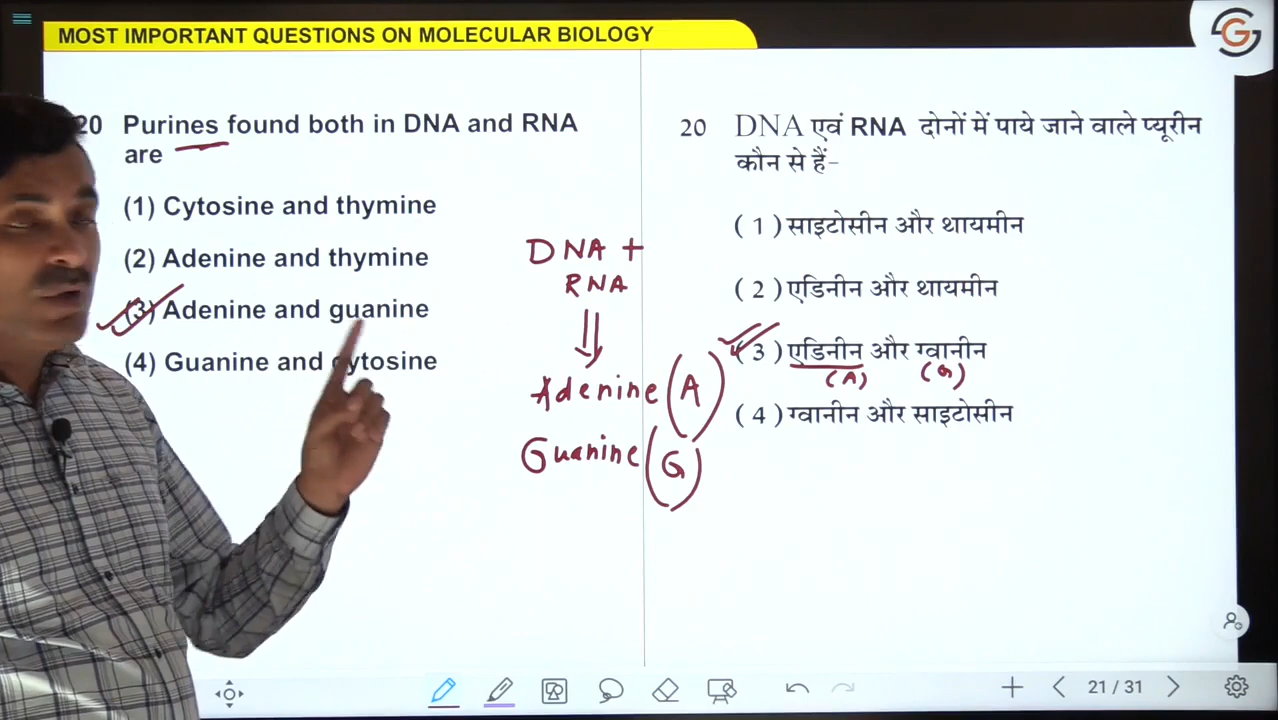 MOST IMPORTANT QUESTIONS ON MOLECULAR BIOLOGY
20 Purines found both in DNA and RNA
are
(1) Cytosine and thymine
(2) Adenine and thymine
(3) Adenine and guanine
(4) Guanine and cytosine
DNA +
RNA
Adenine (A)
Guanine (G)
20 DNA एवं RNA दोनों में पाये जाने वाले प्यूरीन
कौन से हैं-
(1) साइटोसीन और थायमीन
(2) एडिनीन और थायमीन
(3) एडिनीन और ग्वानीन
(A) (G)
(4) ग्वानीन और साइटोसीन
21 / 31